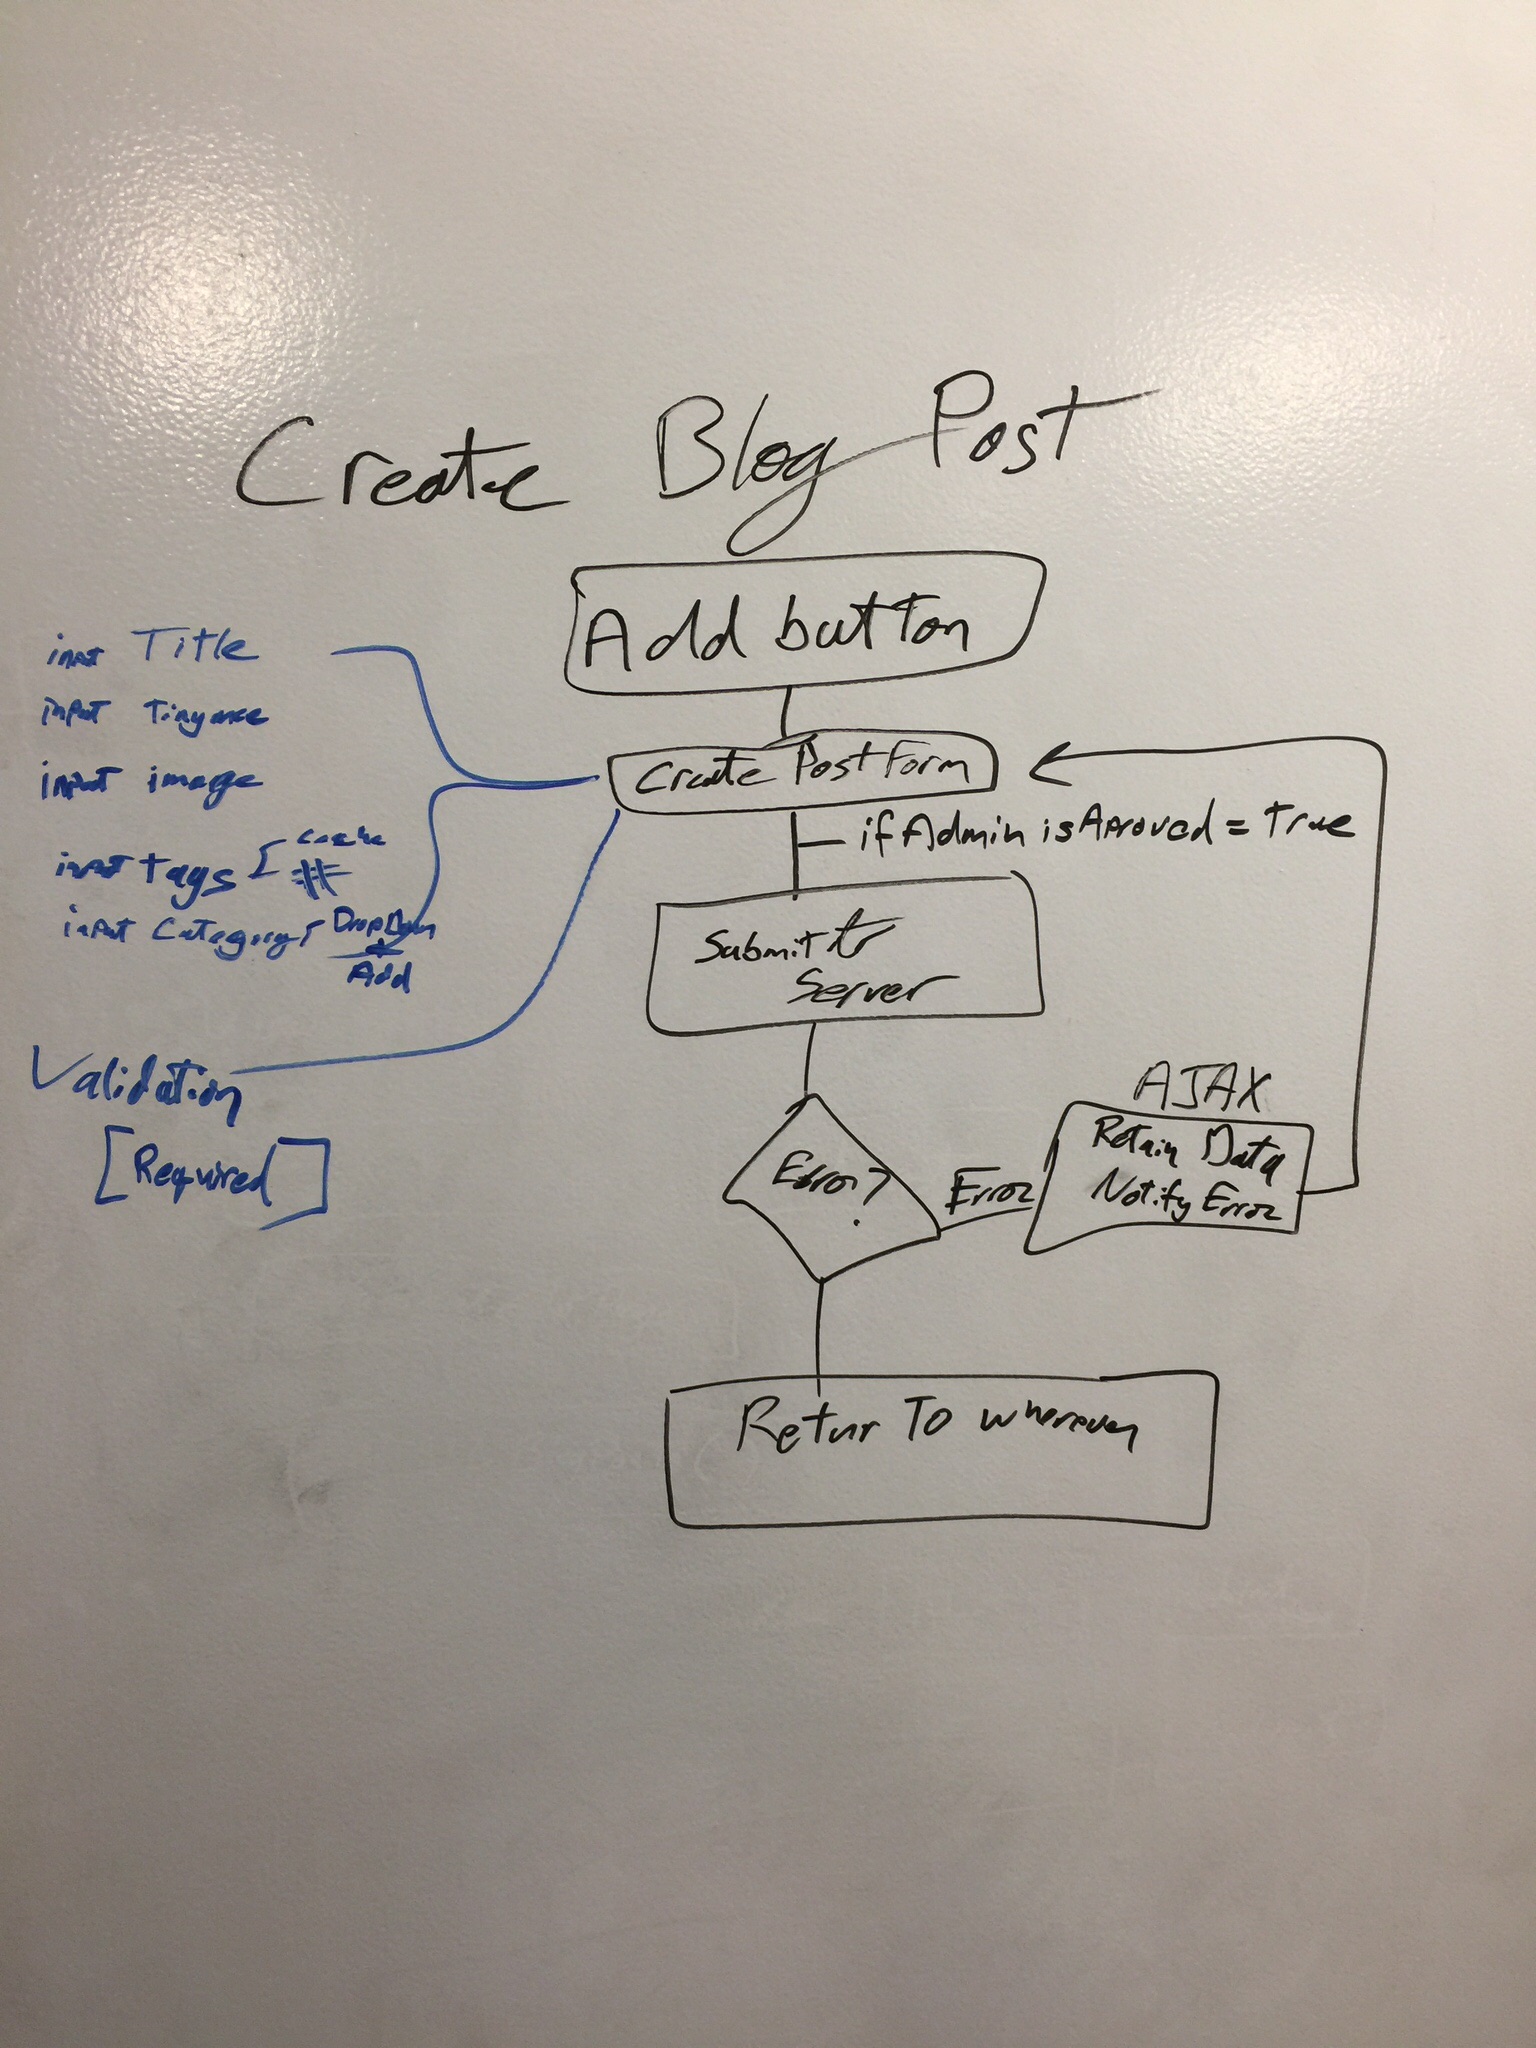 Create Blog Post
Add button
input Title
input Tinymce
input image
input tags [ cache
#
input Category [ DropDown
Add
Validation
[Required]
Create Post Form
if Admin isAproved = True
Submit to
Server
Error?
Error
AJAX
Retain Data
Notify Error
Return To wherever